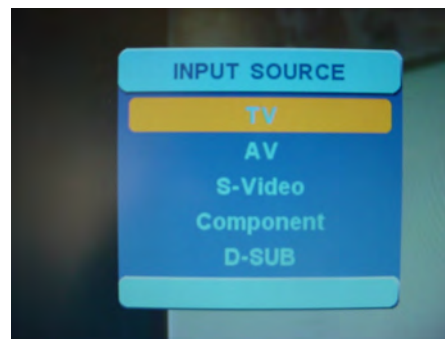 INPUT SOURCE
TV
AV
S-Video
Component
D-SUB